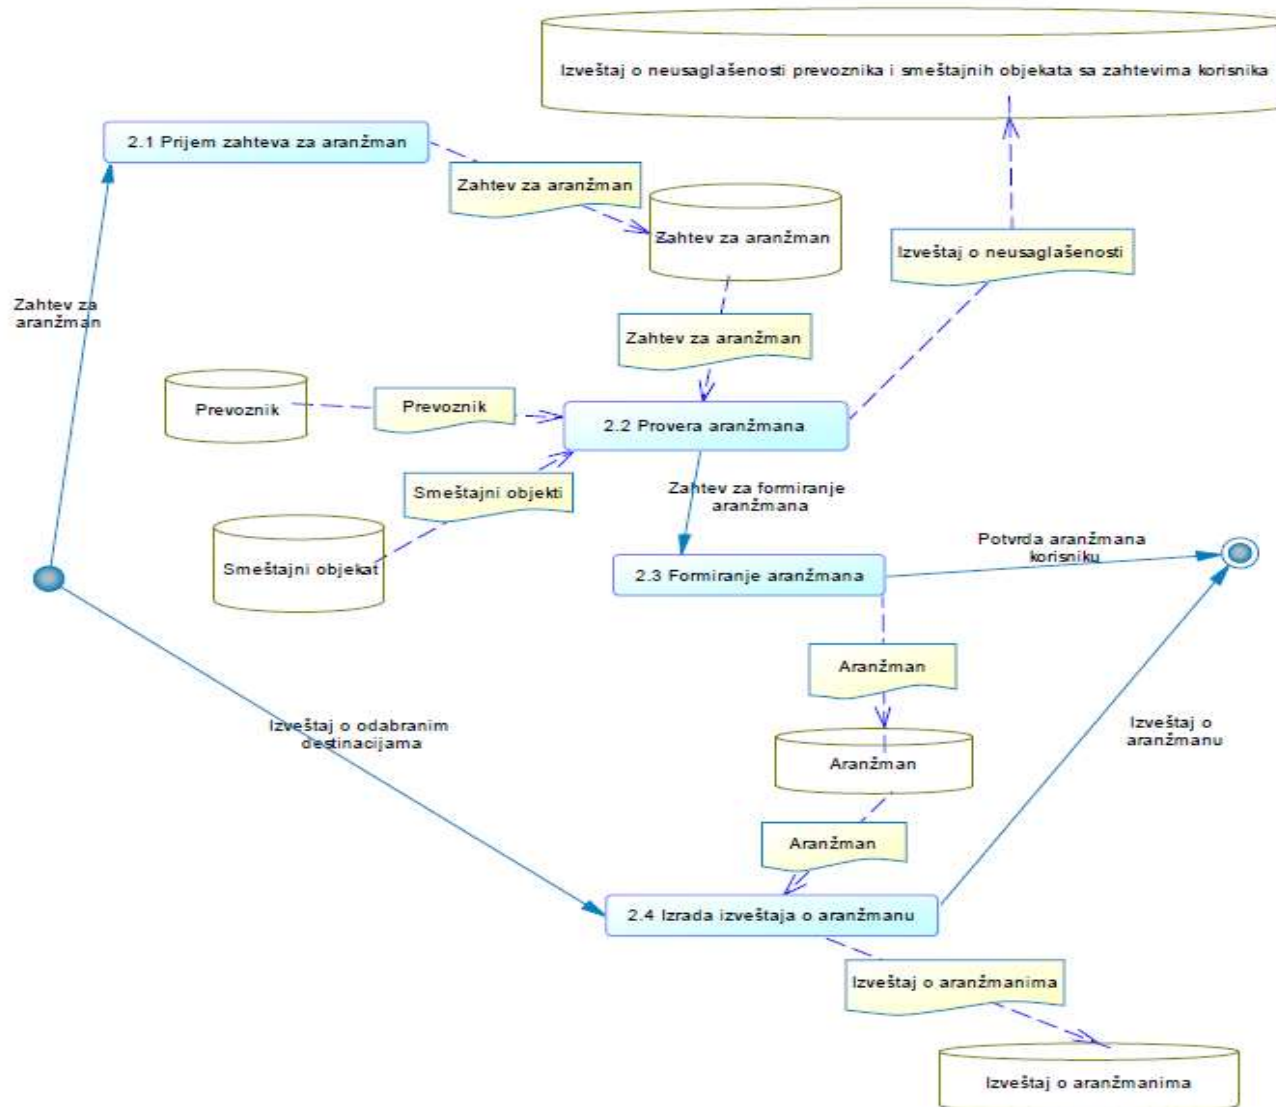 Izveštaj o neusaglašenosti prevoznika i smeštajnih objekata sa zahtevima korisnika
2.1 Prijem zahteva za aranžman
Zahtev za aranžman
Zahtev za aranžman
Izveštaj o neusaglašenosti
Zahtev za
aranžman
Zahtev za aranžman
Prevoznik
Prevoznik
2.2 Provera aranžmana
Smeštajni objekti
Zahtev za formiranje
aranžmana
Smeštajni objekat
2.3 Formiranje aranžmana
Potvrda aranžmana
korisniku
Aranžman
Izveštaj o odabranim
destinacijama
Izveštaj o
aranžmanu
Aranžman
Aranžman
2.4 Izrada izveštaja o aranžmanu
Izveštaj o aranžmanima
Izveštaj o aranžmanima